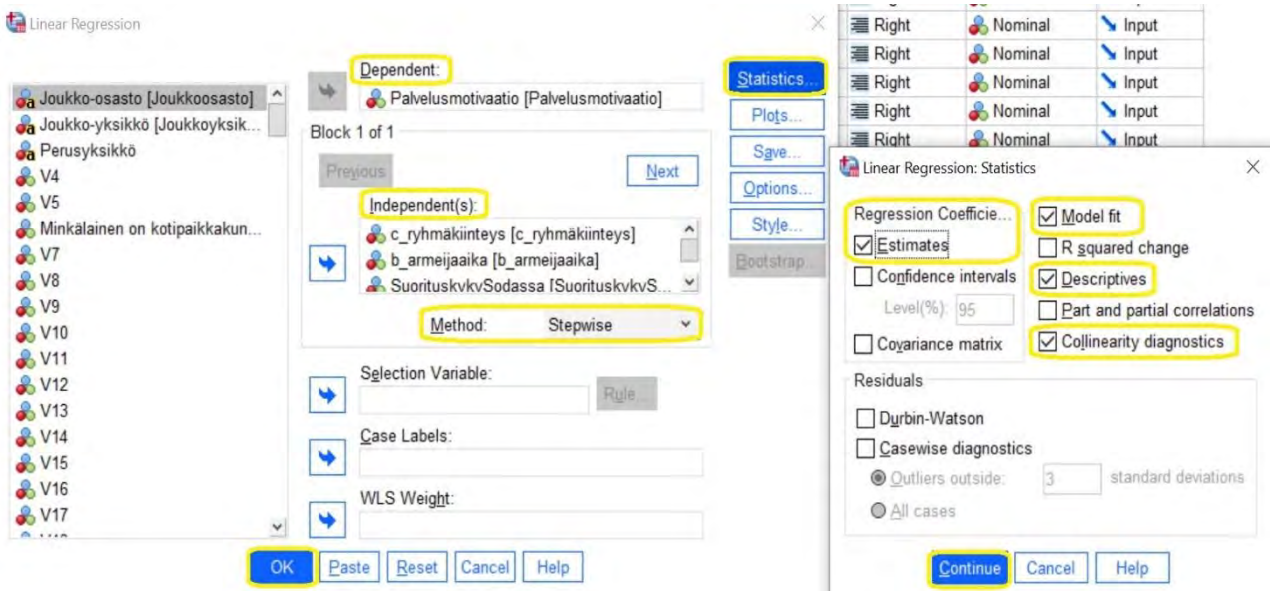 Linear Regression
Joukko-osasto [Joukkoosasto]
Joukko-yksikkö [Joukkoyksik...
Perusyksikkö
V4
V5
Minkälainen on kotipaikkakun...
V7
V8
V9
V10
V11
V12
V13
V14
V15
V16
V17
Dependent:
Palvelusmotivaatio [Palvelusmotivaatio]
Block 1 of 1
Previous
Next
Independent(s):
c_ryhmäkiinteys [c_ryhmäkiinteys]
b_armeijaaika [b_armeijaaika]
SuorituskykySodassa [SuorituskykyS...
Method: Stepwise
Selection Variable:
Rule...
Case Labels:
WLS Weight:
Statistics...
Plots...
Save...
Options...
Style...
Bootstrap...
OK Paste Reset Cancel Help
Right Nominal Input
Right Nominal Input
Right Nominal Input
Right Nominal Input
Right Nominal Input
Linear Regression: Statistics
Regression Coefficie...
Estimates
Confidence intervals
Level(%): 95
Covariance matrix
Model fit
R squared change
Descriptives
Part and partial correlations
Collinearity diagnostics
Residuals
Durbin-Watson
Casewise diagnostics
Outliers outside: 3 standard deviations
All cases
Continue Cancel Help